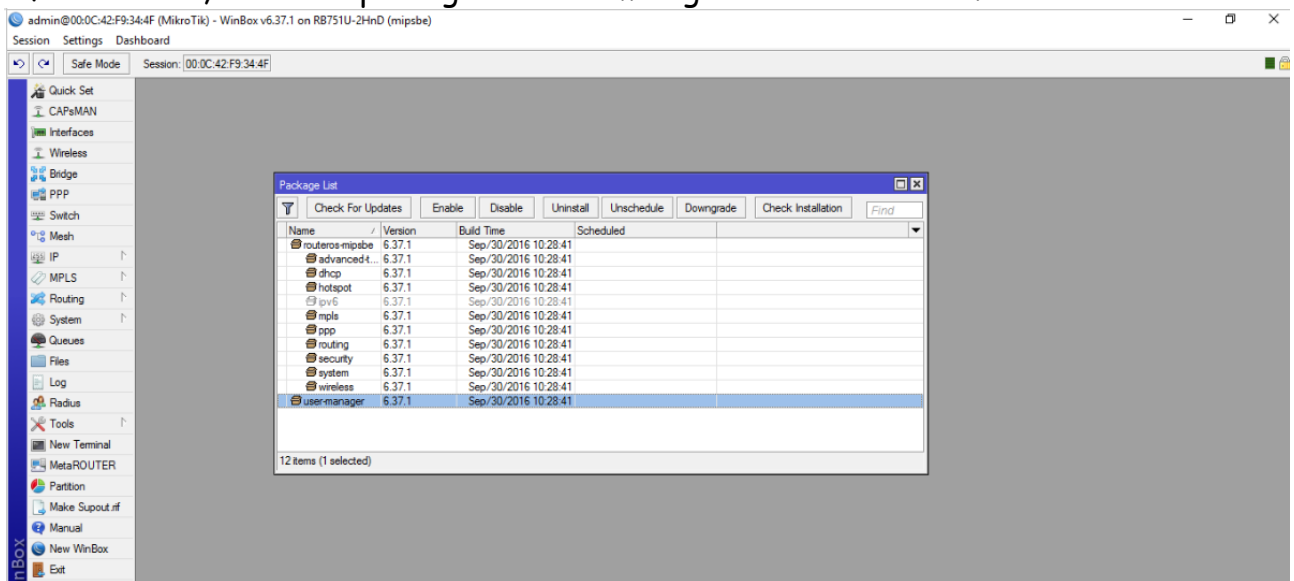 admin@00:0C:42:F9:34:4F (MikroTik) - WinBox v6.37.1 on RB751U-2HnD (mipsbe)
Session Settings Dashboard
Safe Mode Session: 00:0C:42:F9:34:4F
Quick Set
CAPsMAN
Interfaces
Wireless
Bridge
PPP
Switch
Mesh
IP
MPLS
Routing
System
Queues
Files
Log
Radius
Tools
New Terminal
MetaROUTER
Partition
Make Supout.rif
Manual
New WinBox
Exit
Package List
Check For Updates Enable Disable Uninstall Unschedule Downgrade Check Installation Find
Name Version Build Time Scheduled
routeros-mipsbe 6.37.1 Sep/30/2016 10:28:41
advanced-t... 6.37.1 Sep/30/2016 10:28:41
dhcp 6.37.1 Sep/30/2016 10:28:41
hotspot 6.37.1 Sep/30/2016 10:28:41
ipv6 6.37.1 Sep/30/2016 10:28:41
mpls 6.37.1 Sep/30/2016 10:28:41
ppp 6.37.1 Sep/30/2016 10:28:41
routing 6.37.1 Sep/30/2016 10:28:41
security 6.37.1 Sep/30/2016 10:28:41
system 6.37.1 Sep/30/2016 10:28:41
wireless 6.37.1 Sep/30/2016 10:28:41
user-manager 6.37.1 Sep/30/2016 10:28:41
12 items (1 selected)